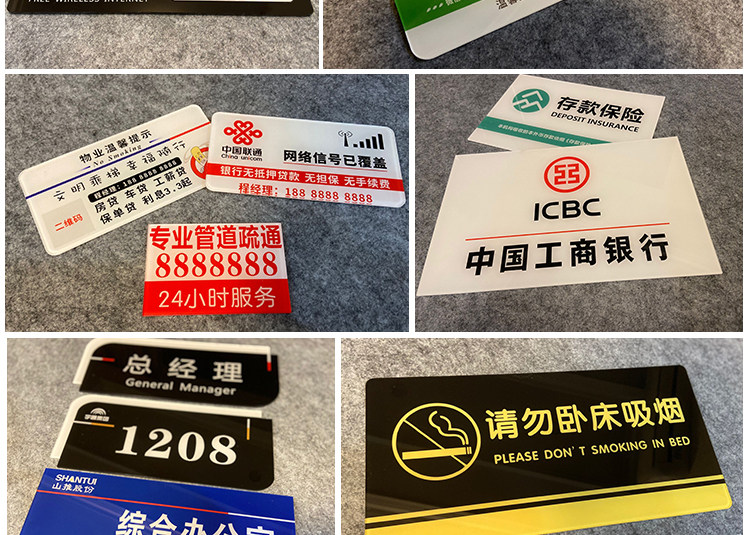 FREE WIRELESS INTERNET
物业温馨提示
No Smoking
文明乘梯 幸福随行
程经理：188 8888 8888
房贷 车贷 工薪贷
保单贷 利息3.3起
二维码
中国联通
China unicom
网络信号已覆盖
银行无抵押贷款 无担保 无手续费
程经理：188 8888 8888
专业管道疏通
8888888
24小时服务
存款保险
DEPOSIT INSURANCE
ICBC
中国工商银行
总经理
General Manager
1208
SHANTUI
山推股份
综合办公室
请勿卧床吸烟
PLEASE DON'T SMOKING IN BED